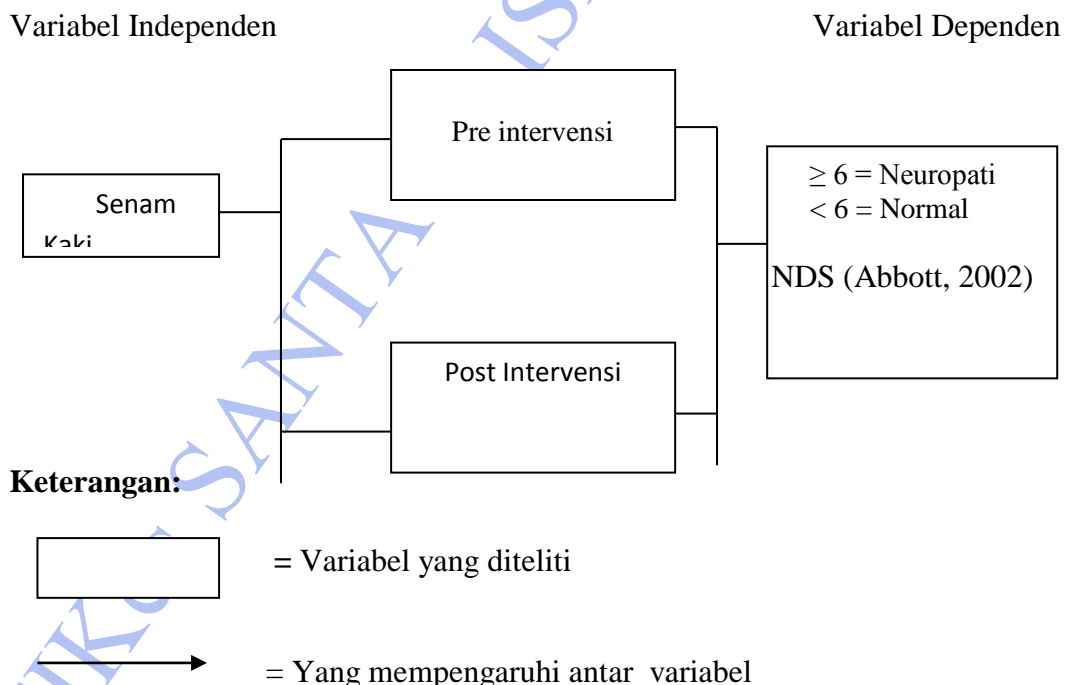 Variabel Independen
Variabel Dependen
Pre intervensi
Senam
Kaki
≥ 6 = Neuropati
< 6 = Normal
NDS (Abbott, 2002)
Post Intervensi
Keterangan:
= Variabel yang diteliti
= Yang mempengaruhi antar variabel
SANTA